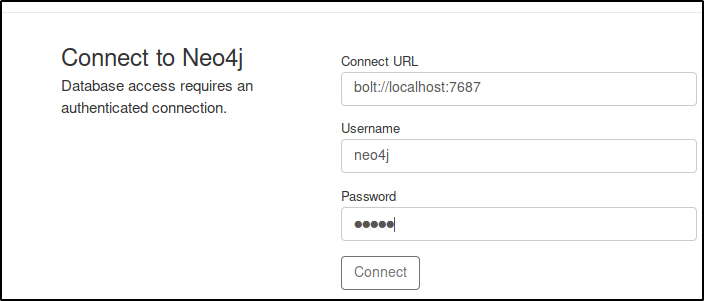 Connect to Neo4j
Database access requires an
authenticated connection.
Connect URL
bolt://localhost:7687
Username
neo4j
Password
●●●●●
Connect